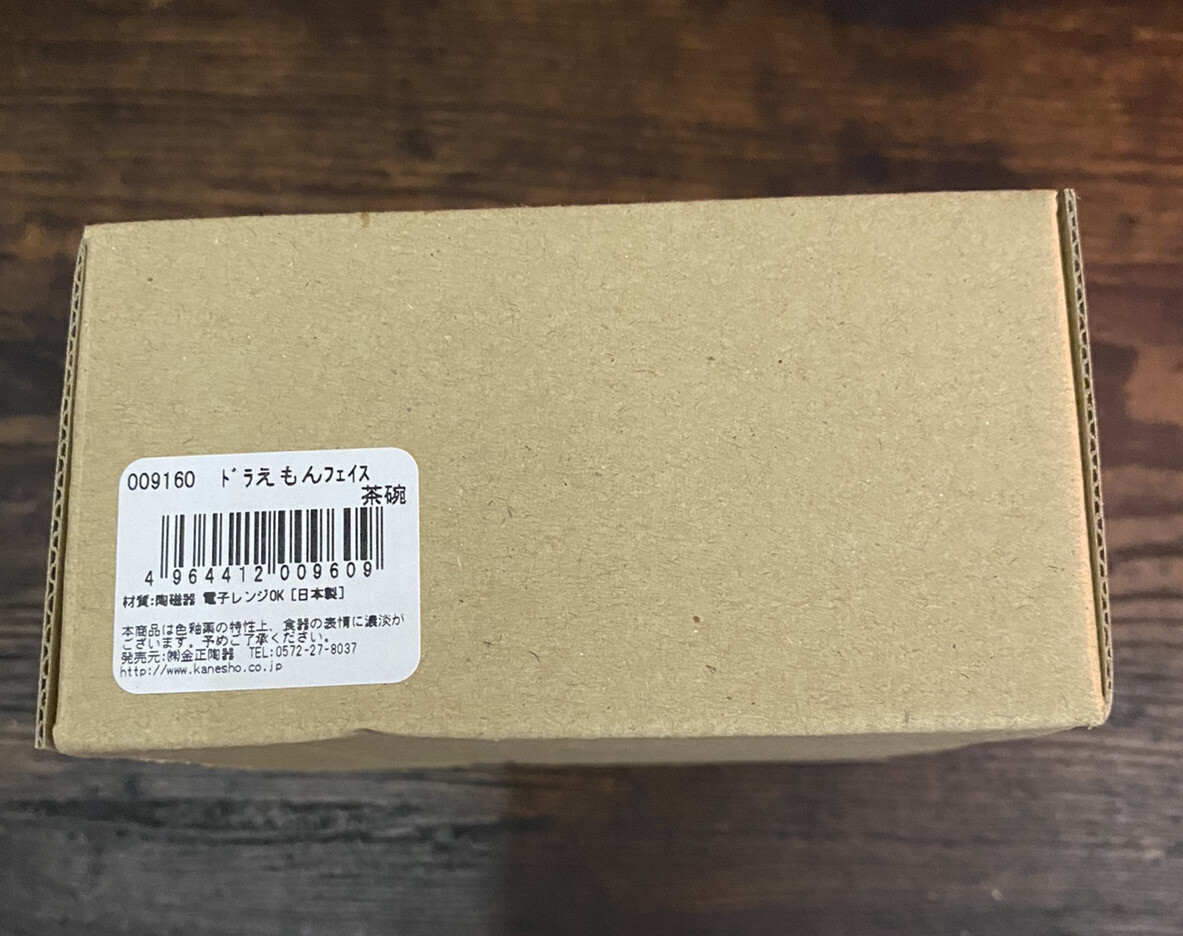 009160 ﾄﾞﾗえもんﾌｪｲｽ
茶碗
4 964412 009609
材質:陶磁器 電子レンジOK [日本製]
本商品は色釉薬の特性上、食器の表情に濃淡が
ございます。予めご了承ください。
発売元:㈱金正陶器 TEL:0572-27-8037
http://www.kanesho.co.jp